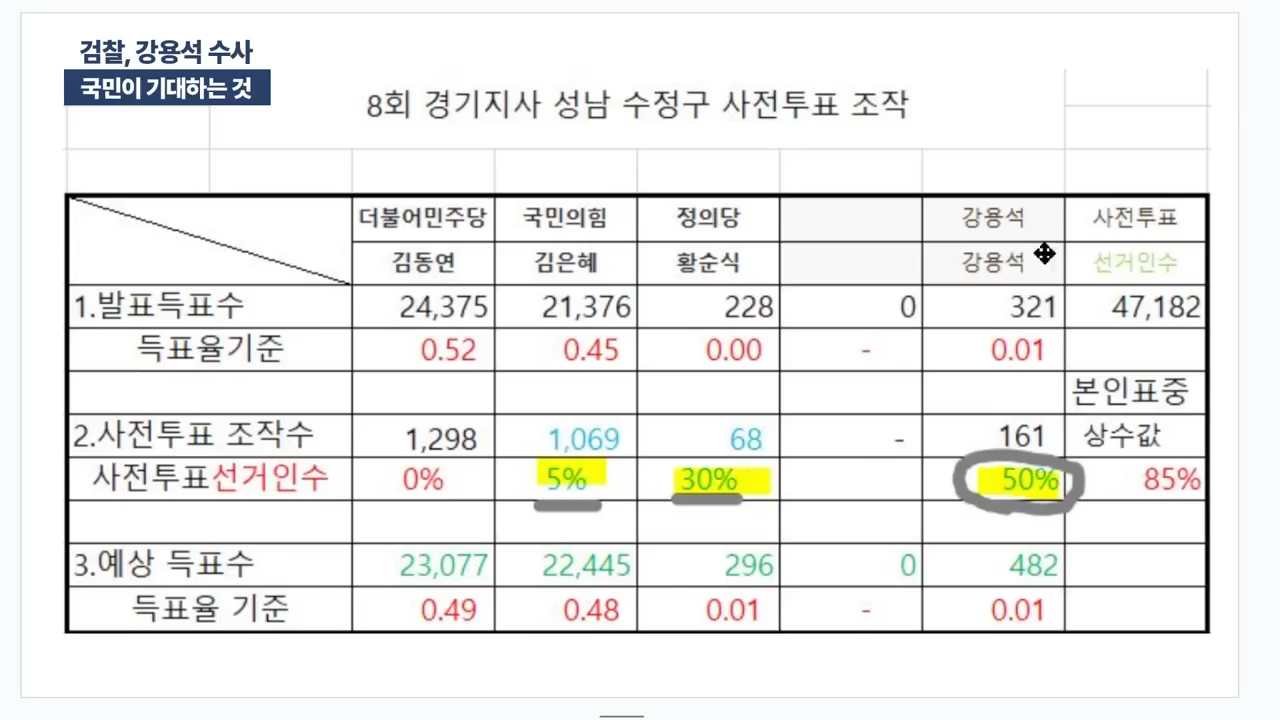 검찰, 강용석 수사
국민이 기대하는 것
8회 경기지사 성남 수정구 사전투표 조작
더불어민주당 국민의힘 정의당 강용석 사전투표
김동연 김은혜 황순식 강용석 선거인수
1.발표득표수 24,375 21,376 228 0 321 47,182
득표율기준 0.52 0.45 0.00 - 0.01
본인표중
2.사전투표 조작수 1,298 1,069 68 - 161 상수값
사전투표선거인수 0% 5% 30% 50% 85%
3.예상 득표수 23,077 22,445 296 0 482
득표율 기준 0.49 0.48 0.01 - 0.01